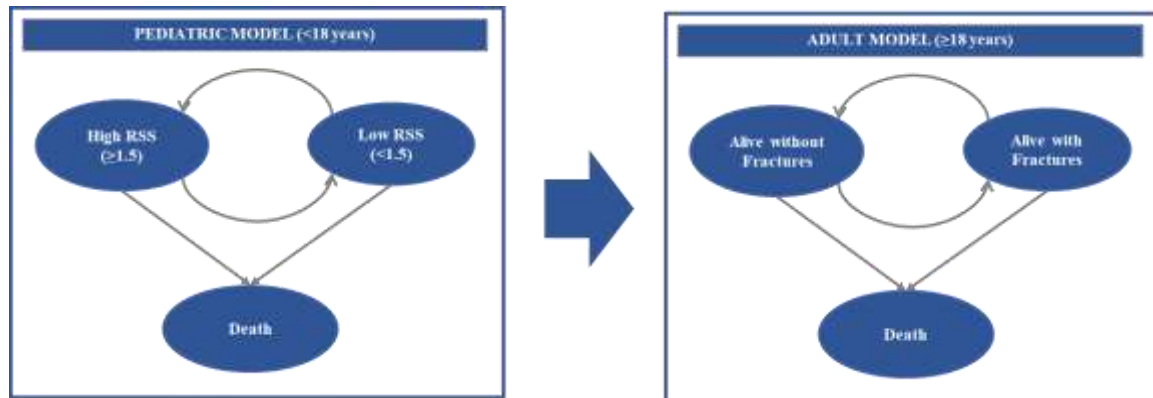 PEDIATRIC MODEL (<18 years)
High RSS
(≥1.5)
Low RSS
(<1.5)
Death
ADULT MODEL (≥18 years)
Alive without
Fractures
Alive with
Fractures
Death